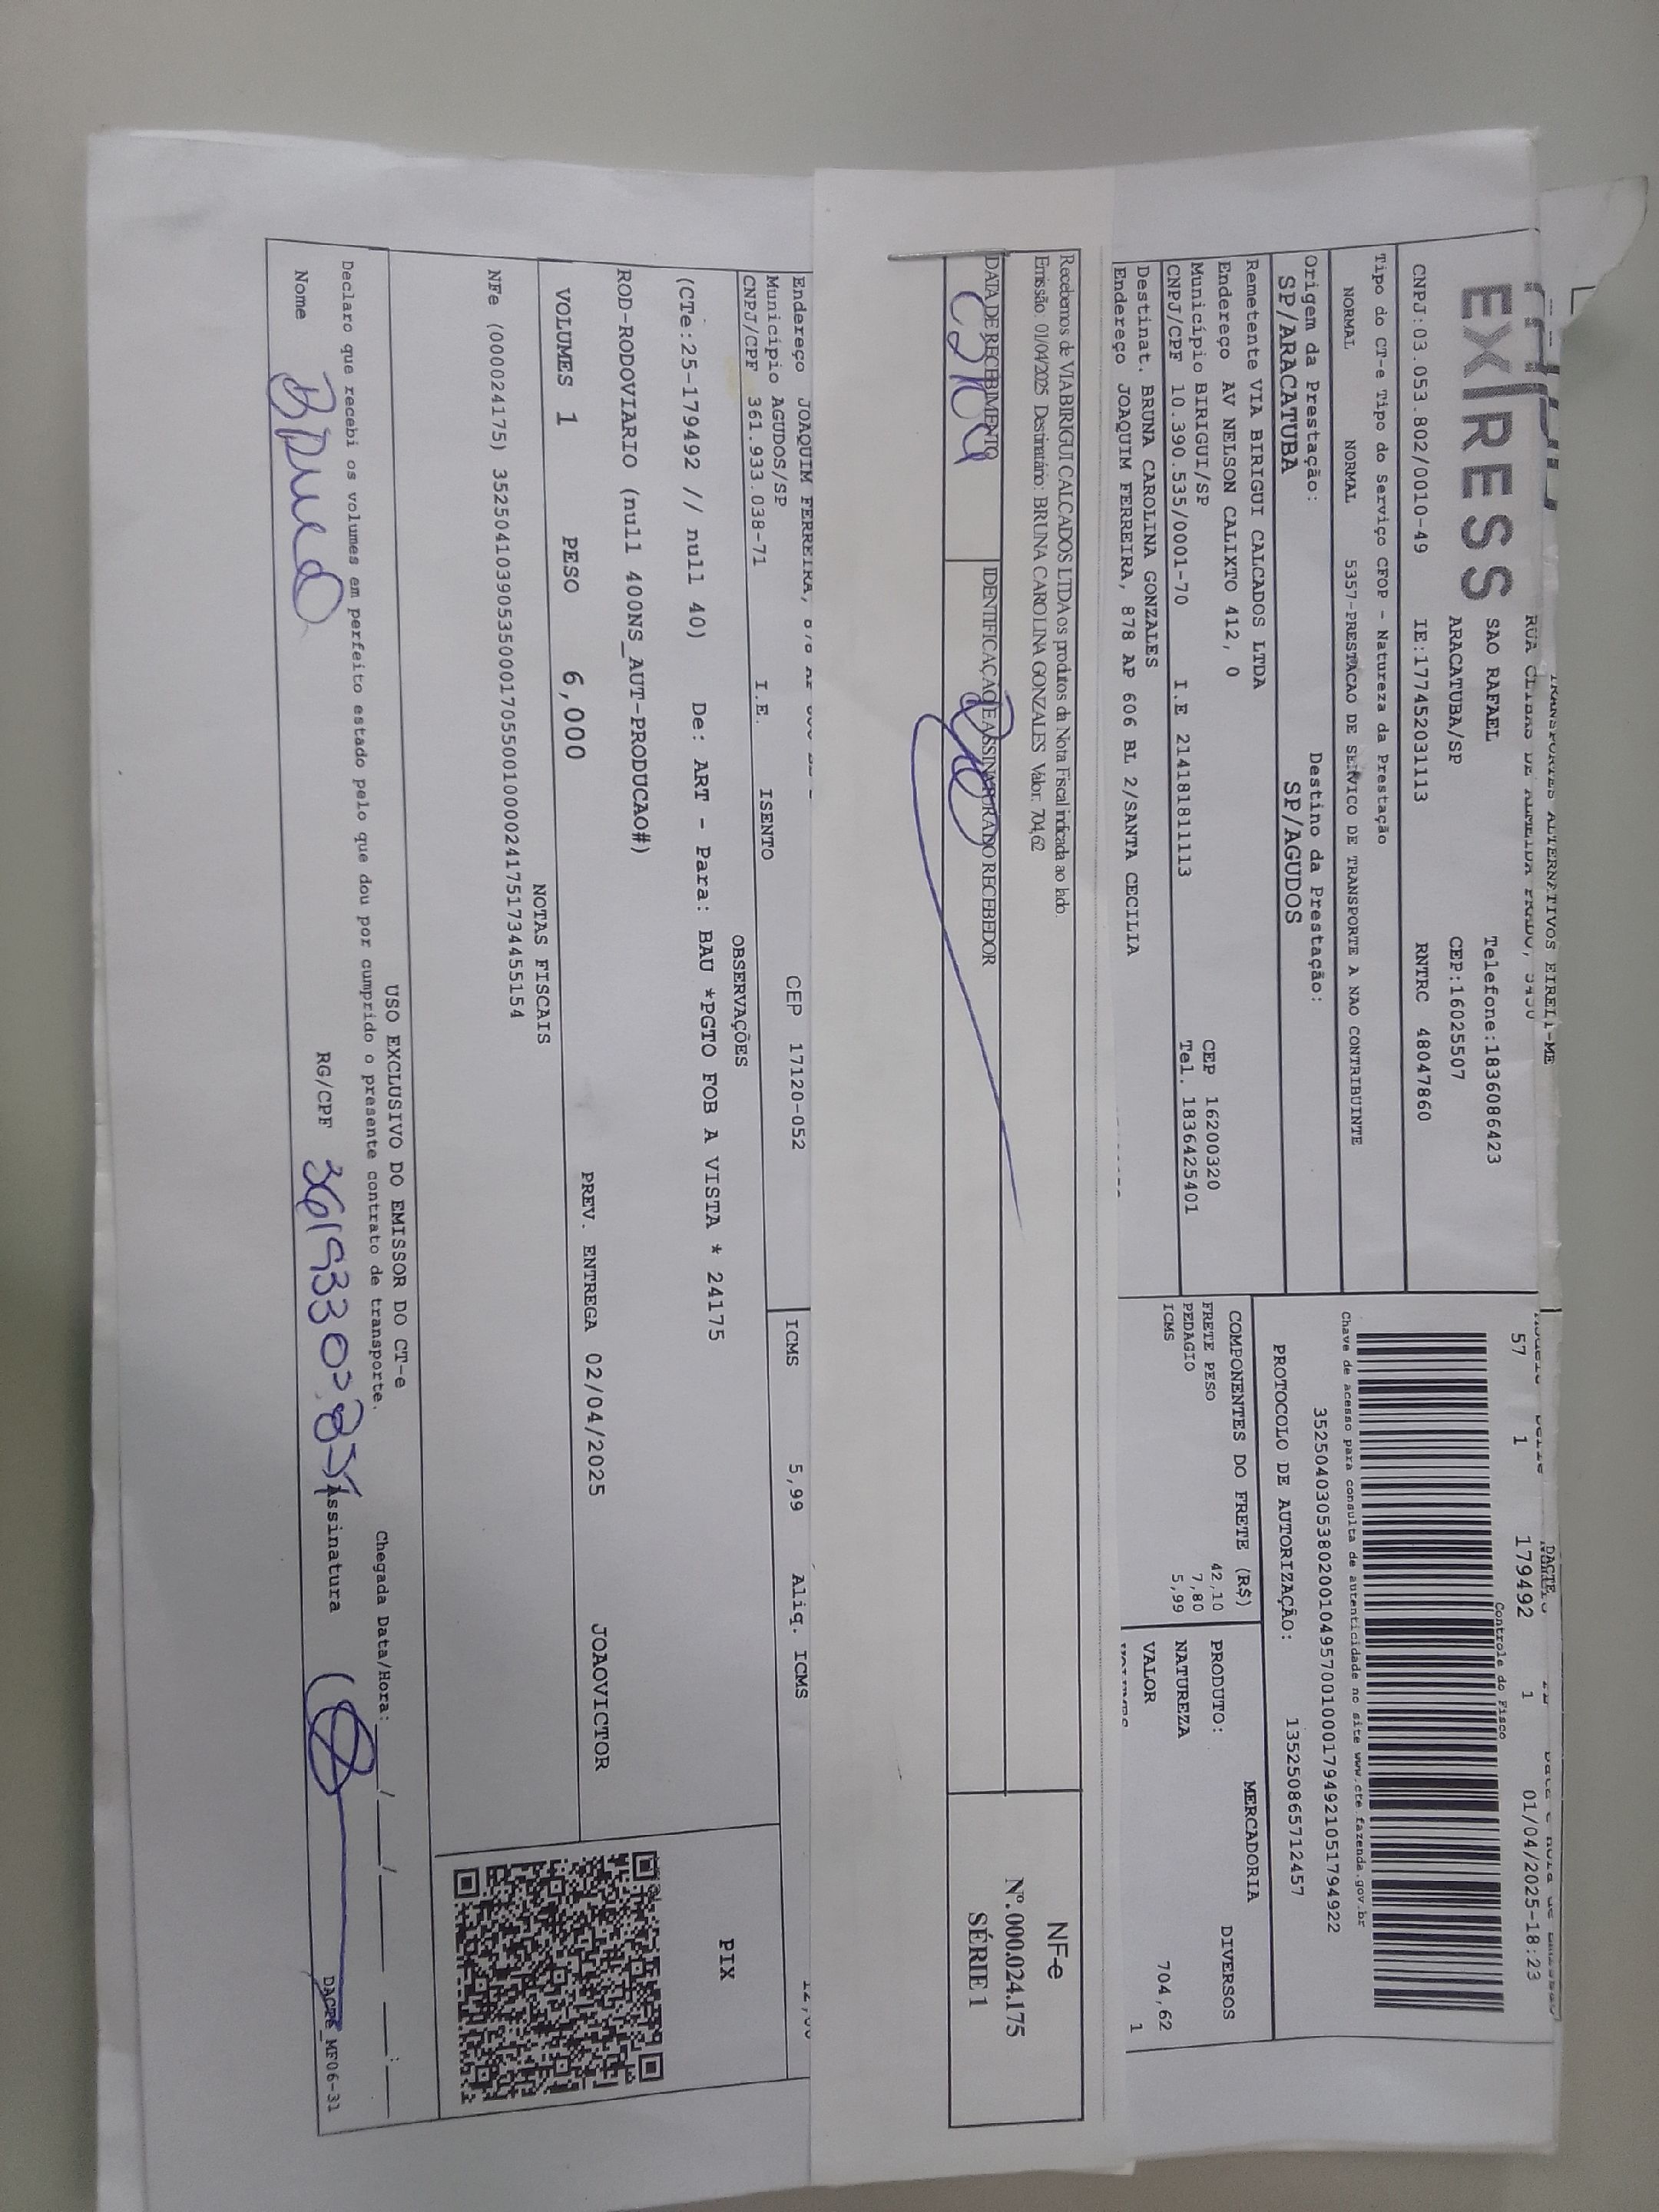 TRANSPORTES ALTERNATIVOS EIRELI-ME
EXPRESS
SAO RAFAEL Telefone:1836086423
ARACATUBA/SP CEP:16025507
CNPJ:03.053.802/0010-49 IE:177452031113 RNTRC 48047860
Tipo do CT-e Tipo do Serviço CFOP - Natureza da Prestação
NORMAL NORMAL 5357-PRESTACAO DE SERVICO DE TRANSPORTE A NAO CONTRIBUINTE
Origem da Prestação: Destino da Prestação:
SP/ARACATUBA SP/AGUDOS
Remetente VIA BIRIGUI CALCADOS LTDA
Endereço AV NELSON CALIXTO 412, 0 CEP 16200320
Município BIRIGUI/SP Tel. 1836425401
CNPJ/CPF 10.390.535/0001-70 I.E 214181811113
Destinat. BRUNA CAROLINA GONZALES
Endereço JOAQUIM FERREIRA, 878 AP 606 BL 2/SANTA CECILIA
DACTE
57 1 179492 1 01/04/2025-18:23
Controle do Fisco
Chave de acesso para consulta de autenticidade no site www.cte.fazenda.gov.br
35250403053802001049570010001794921051794922
PROTOCOLO DE AUTORIZAÇÃO: 135250865712457
COMPONENTES DO FRETE (R$)
FRETE PESO 42,10
PEDAGIO 7,80
ICMS 5,99
MERCADORIA
PRODUTO: DIVERSOS
NATUREZA
VALOR 704,62
1
Recebemos de VIA BIRIGUI CALCADOS LTDA os produtos da Nota Fiscal indicada ao lado.
Emissão: 01/04/2025 Destinatário: BRUNA CAROLINA GONZALES Valor: 704,62
DATA DE RECEBIMENTO IDENTIFICAÇÃO E ASSINATURA DO RECEBEDOR
NF-e
Nº. 000.024.175
SÉRIE 1
Endereço JOAQUIM FERREIRA, CEP 17120-052
Município AGUDOS/SP
CNPJ/CPF 361.933.038-71 I.E. ISENTO
ICMS 5,99 Aliq. ICMS
OBSERVAÇÕES
(CTe:25-179492 // null 40) De: ART - Para: BAU *PGTO FOB A VISTA * 24175
ROD-RODOVIARIO (null 400NS_AUT-PRODUCAO#)
PIX
VOLUMES 1 PESO 6,000 PREV. ENTREGA 02/04/2025 JOAOVICTOR
NOTAS FISCAIS
NFe (000024175) 35250410390535000170550010000241751734455154
USO EXCLUSIVO DO EMISSOR DO CT-e
Declaro que recebi os volumes em perfeito estado pelo que dou por cumprido o presente contrato de transporte.
Chegada Data/Hora: __/__/____ __:__
Nome RG/CPF 36193303871 Assinatura
DACTE_MF06-31